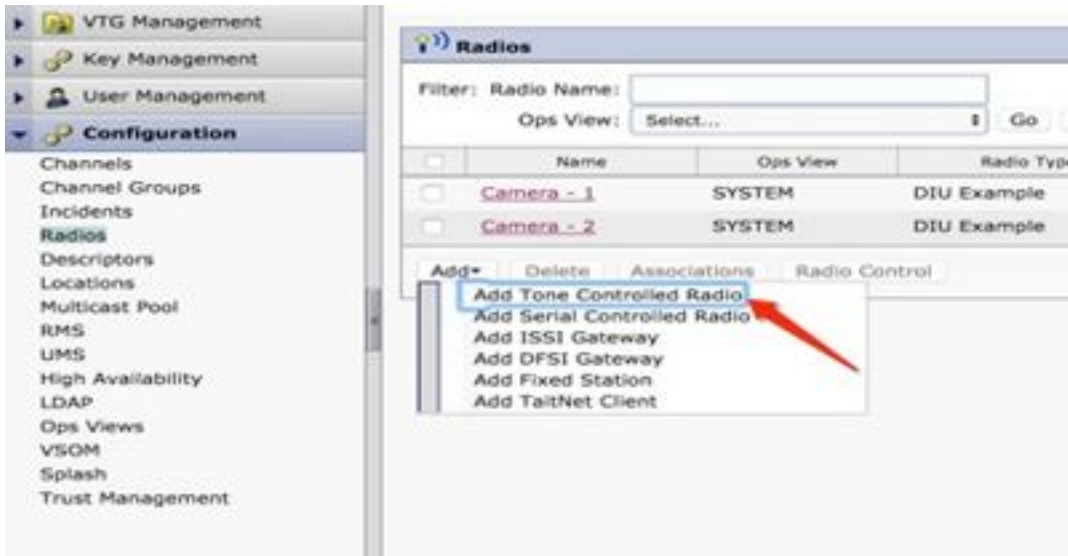 VTG Management
Key Management
User Management
Configuration
Channels
Channel Groups
Incidents
Radios
Descriptors
Locations
Multicast Pool
RMS
UMS
High Availability
LDAP
Ops Views
VSOM
Splash
Trust Management
Radios
Filter: Radio Name:
Ops View: Select... Go
Name Ops View Radio Type
Camera - 1 SYSTEM DIU Example
Camera - 2 SYSTEM DIU Example
Add Delete Associations Radio Control
Add Tone Controlled Radio
Add Serial Controlled Radio
Add ISSI Gateway
Add DFSI Gateway
Add Fixed Station
Add TaitNet Client